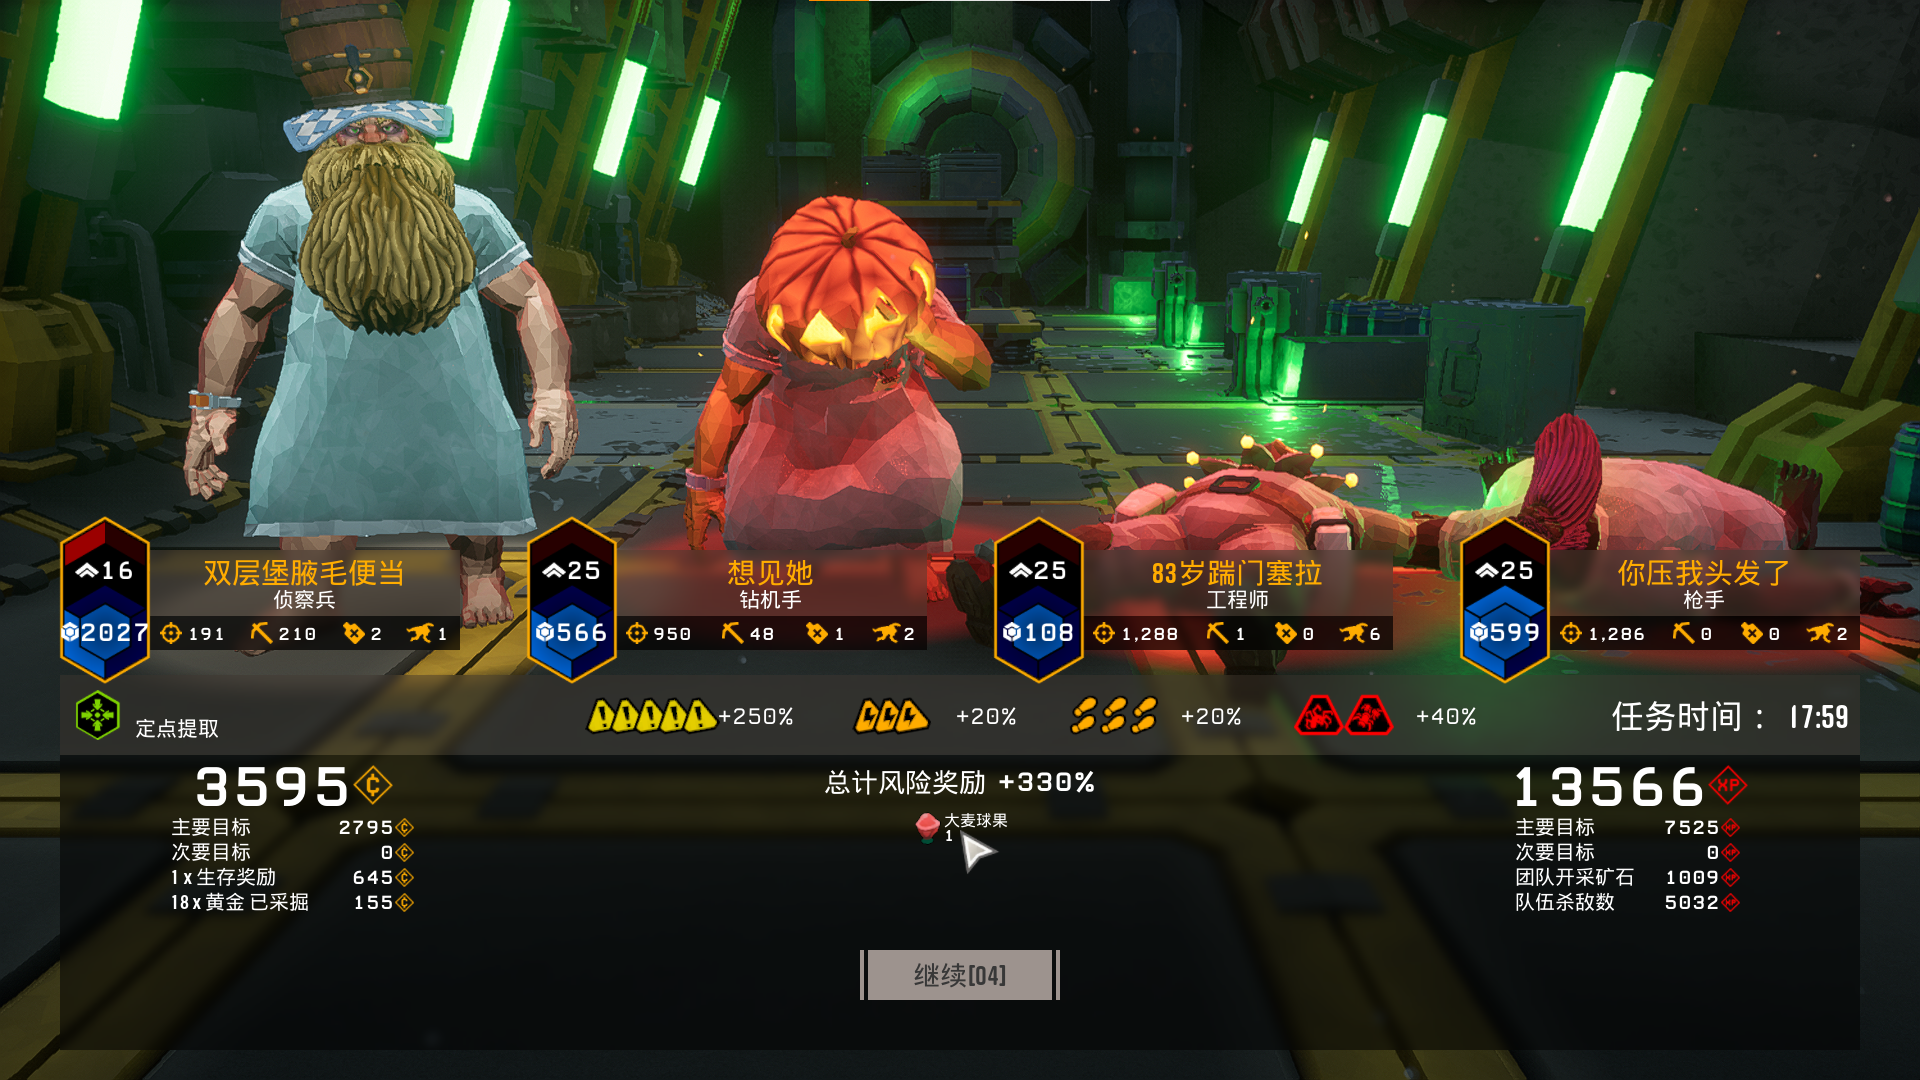 16
双层堡腋毛便当
侦察兵
2027
191 210 2 1
25
想见她
钻机手
566
950 48 1 2
25
83岁踹门塞拉
工程师
108
1,288 1 0 6
25
你压我头发了
枪手
599
1,286 0 0 2
定点提取
+250% +20% +20% +40%
任务时间： 17:59
3595
主要目标 2795
次要目标 0
1x生存奖励 645
18x黄金 已采掘 155
总计风险奖励 +330%
大麦球果
1
13566 XP
主要目标 7525
次要目标 0
团队开采矿石 1009
队伍杀敌数 5032
继续[04]